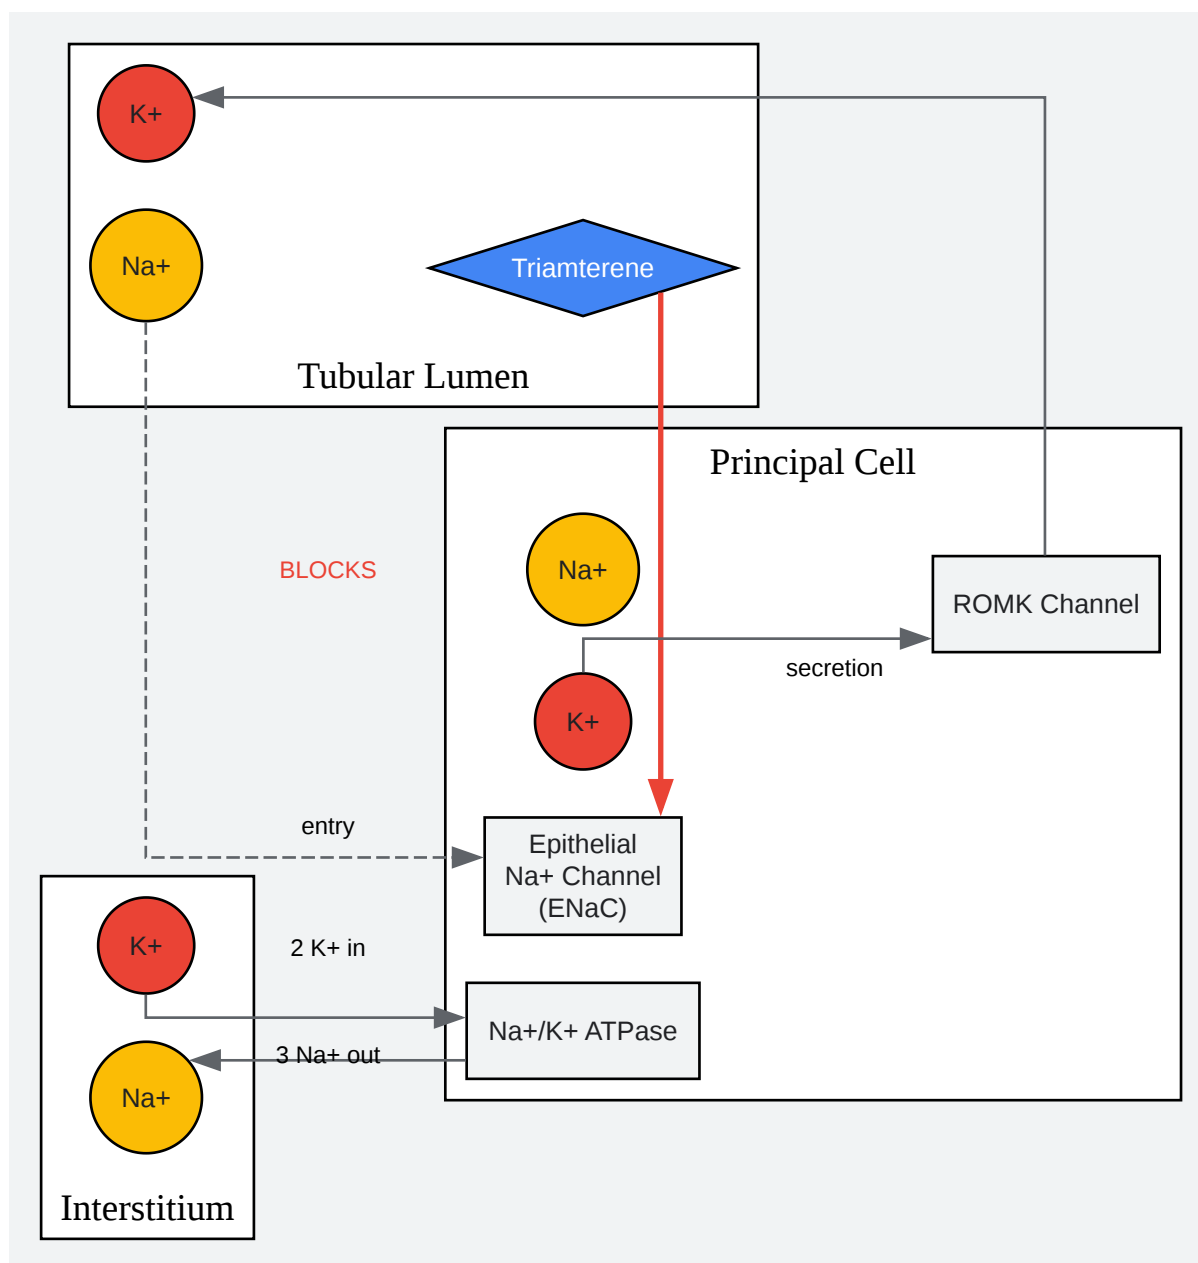 K+
Na+
Triamterene
Tubular Lumen
Principal Cell
BLOCKS
Na+
ROMK Channel
secretion
K+
entry
Epithelial
Na+ Channel
(ENaC)
K+
2 K+ in
Na+/K+ ATPase
3 Na+ out
Na+
Interstitium